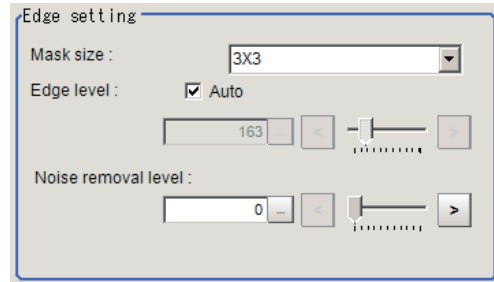 Edge setting
Mask size : 3X3
Edge level : Auto
163 ... < >
Noise removal level :
0 ... < >